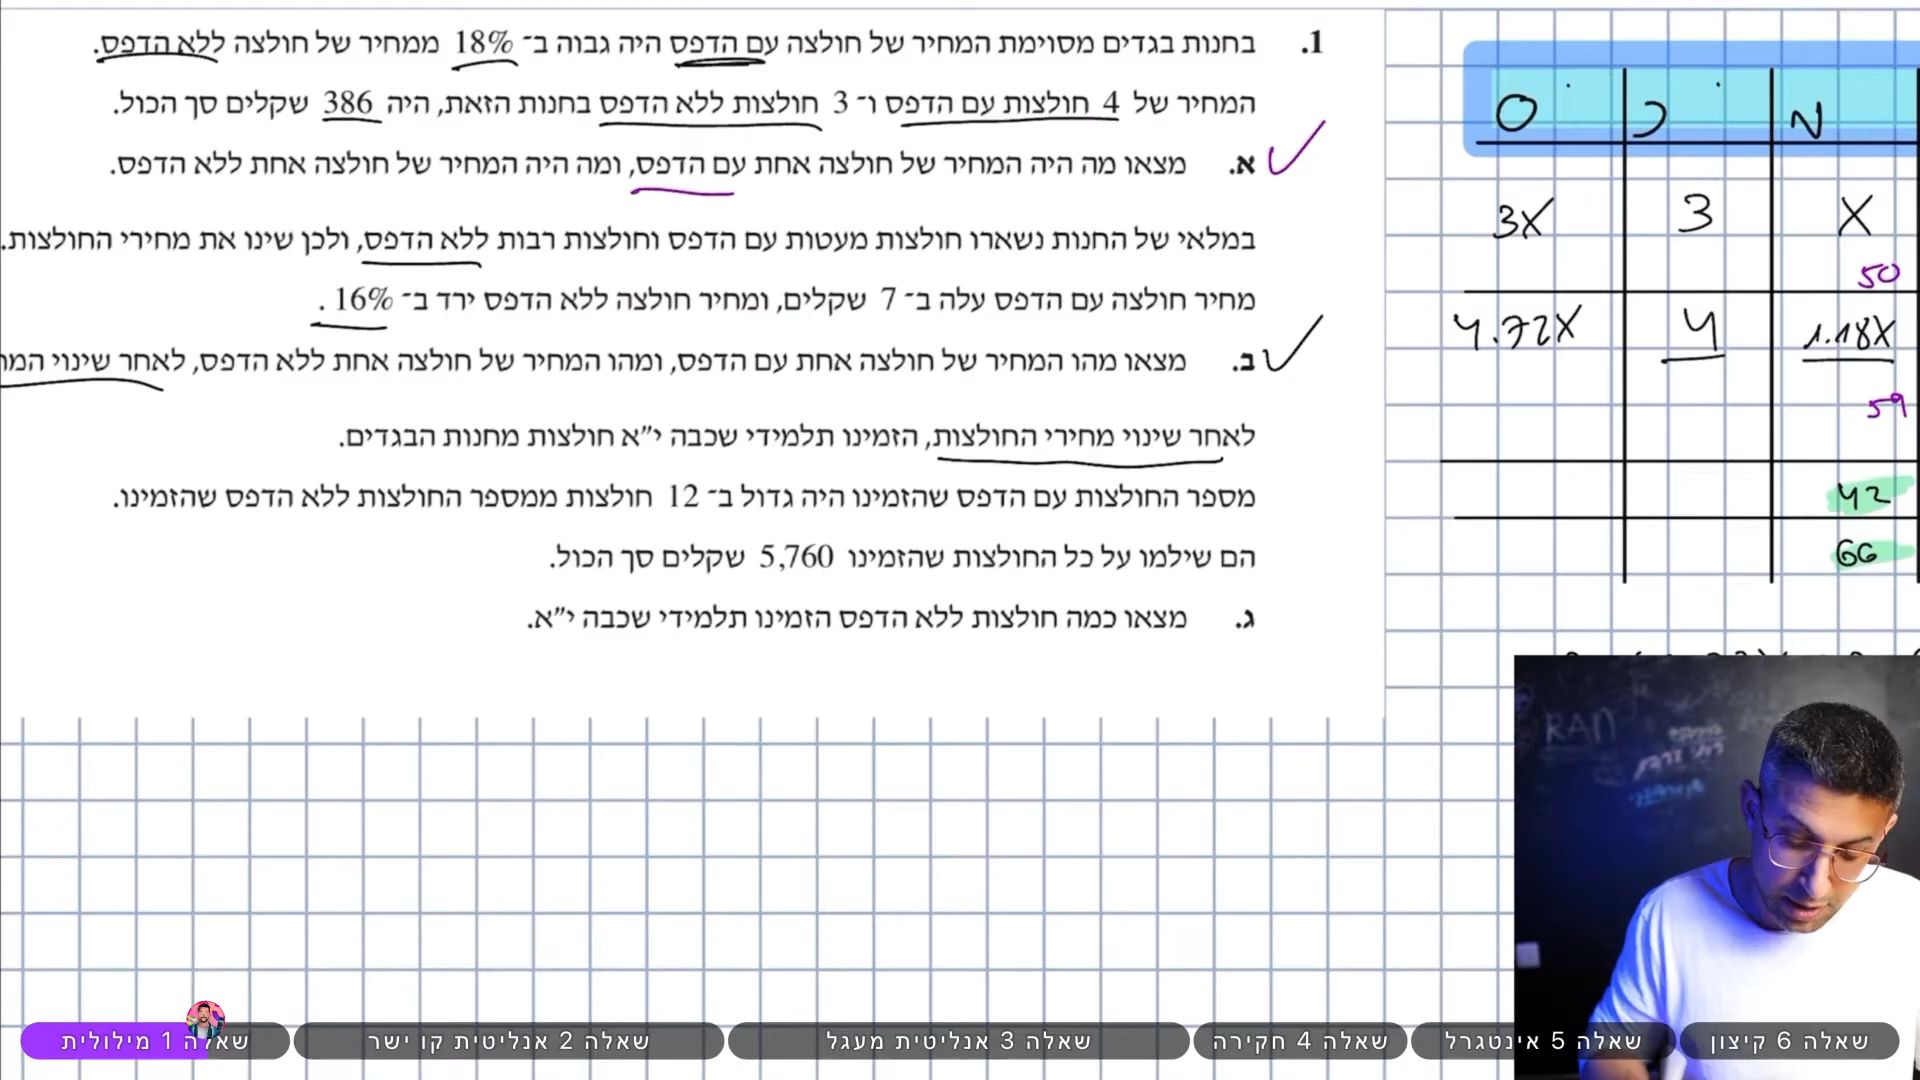 1. בחנות בגדים מסוימת המחיר של חולצה עם הדפס היה גבוה ב־ 18% ממחיר של חולצה ללא הדפס.
המחיר של 4 חולצות עם הדפס ו־ 3 חולצות ללא הדפס בחנות הזאת, היה 386 שקלים סך הכול.
א. מצאו מה היה המחיר של חולצה אחת עם הדפס, ומה היה המחיר של חולצה אחת ללא הדפס.
במלאי של החנות נשארו חולצות מעטות עם הדפס וחולצות רבות ללא הדפס, ולכן שינו את מחירי החולצות.
מחיר חולצה עם הדפס עלה ב־ 7 שקלים, ומחיר חולצה ללא הדפס ירד ב־ 16% .
ב. מצאו מהו המחיר של חולצה אחת עם הדפס, ומהו המחיר של חולצה אחת ללא הדפס, לאחר שינוי המח
לאחר שינוי מחירי החולצות, הזמינו תלמידי שכבה י״א חולצות מחנות הבגדים.
מספר החולצות עם הדפס שהזמינו היה גדול ב־ 12 חולצות ממספר החולצות ללא הדפס שהזמינו.
הם שילמו על כל החולצות שהזמינו 5,760 שקלים סך הכול.
ג. מצאו כמה חולצות ללא הדפס הזמינו תלמידי שכבה י״א.
מ כ ס
X 3 3X
50
1.18X 4 4.72X
59
42
66
RAN
שאלה 1 מילולית
שאלה 2 אנליטית קו ישר
שאלה 3 אנליטית מעגל
שאלה 4 חקירה
שאלה 5 אינטגרל
שאלה 6 קיצון